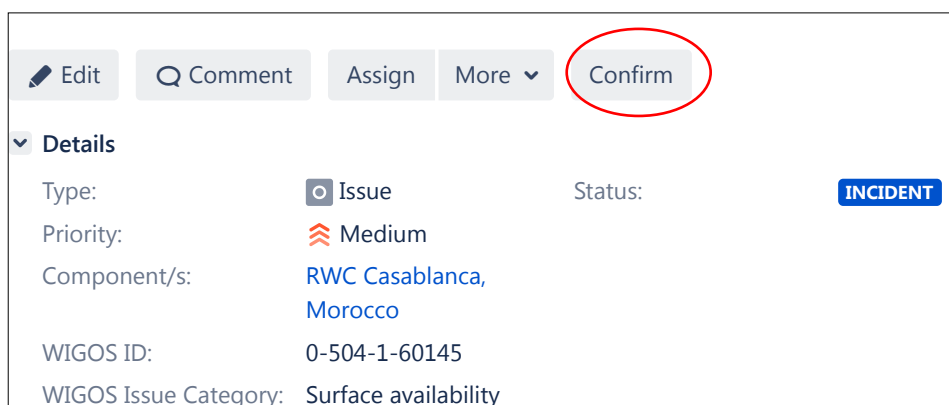 Edit Comment Assign More Confirm
Details
Type: Issue Status: INCIDENT
Priority: Medium
Component/s: RWC Casablanca,
Morocco
WIGOS ID: 0-504-1-60145
WIGOS Issue Category: Surface availability